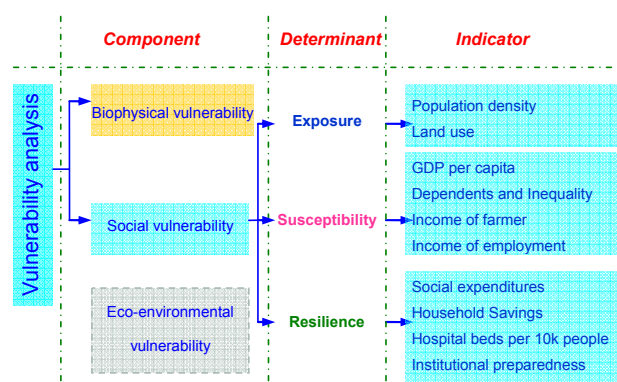 Component
Determinant
Indicator
Vulnerability analysis
Biophysical vulnerability
Social vulnerability
Eco-environmental
vulnerability
Exposure
Susceptibility
Resilience
Population density
Land use
GDP per capita
Dependents and Inequality
Income of farmer
Income of employment
Social expenditures
Household Savings
Hospital beds per 10k people
Institutional preparedness